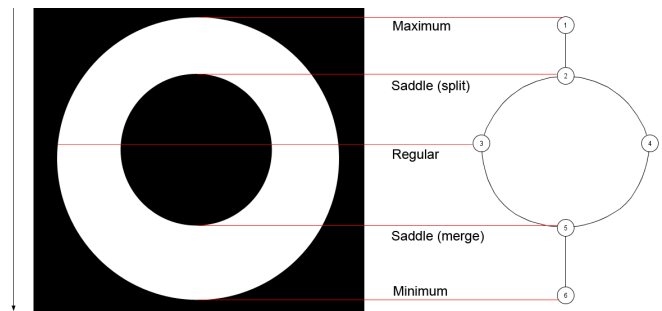 Maximum
1
2
Saddle (split)
3
4
Regular
5
Saddle (merge)
Minimum
6